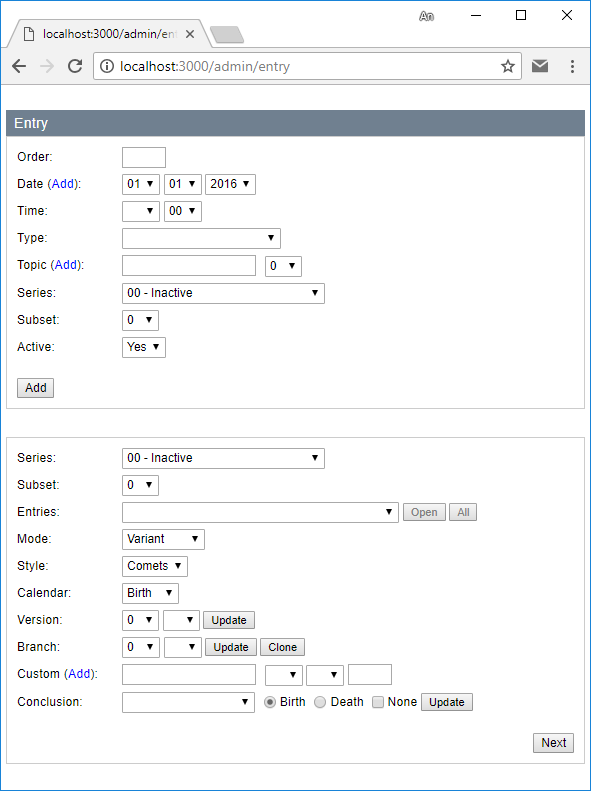 An
localhost:3000/admin/ent
localhost:3000/admin/entry
Entry
Order:
Date (Add): 01 01 2016
Time: 00
Type:
Topic (Add): 0
Series: 00 - Inactive
Subset: 0
Active: Yes
Add
Series: 00 - Inactive
Subset: 0
Entries: Open All
Mode: Variant
Style: Comets
Calendar: Birth
Version: 0 Update
Branch: 0 Update Clone
Custom (Add):
Conclusion: Birth Death None Update
Next